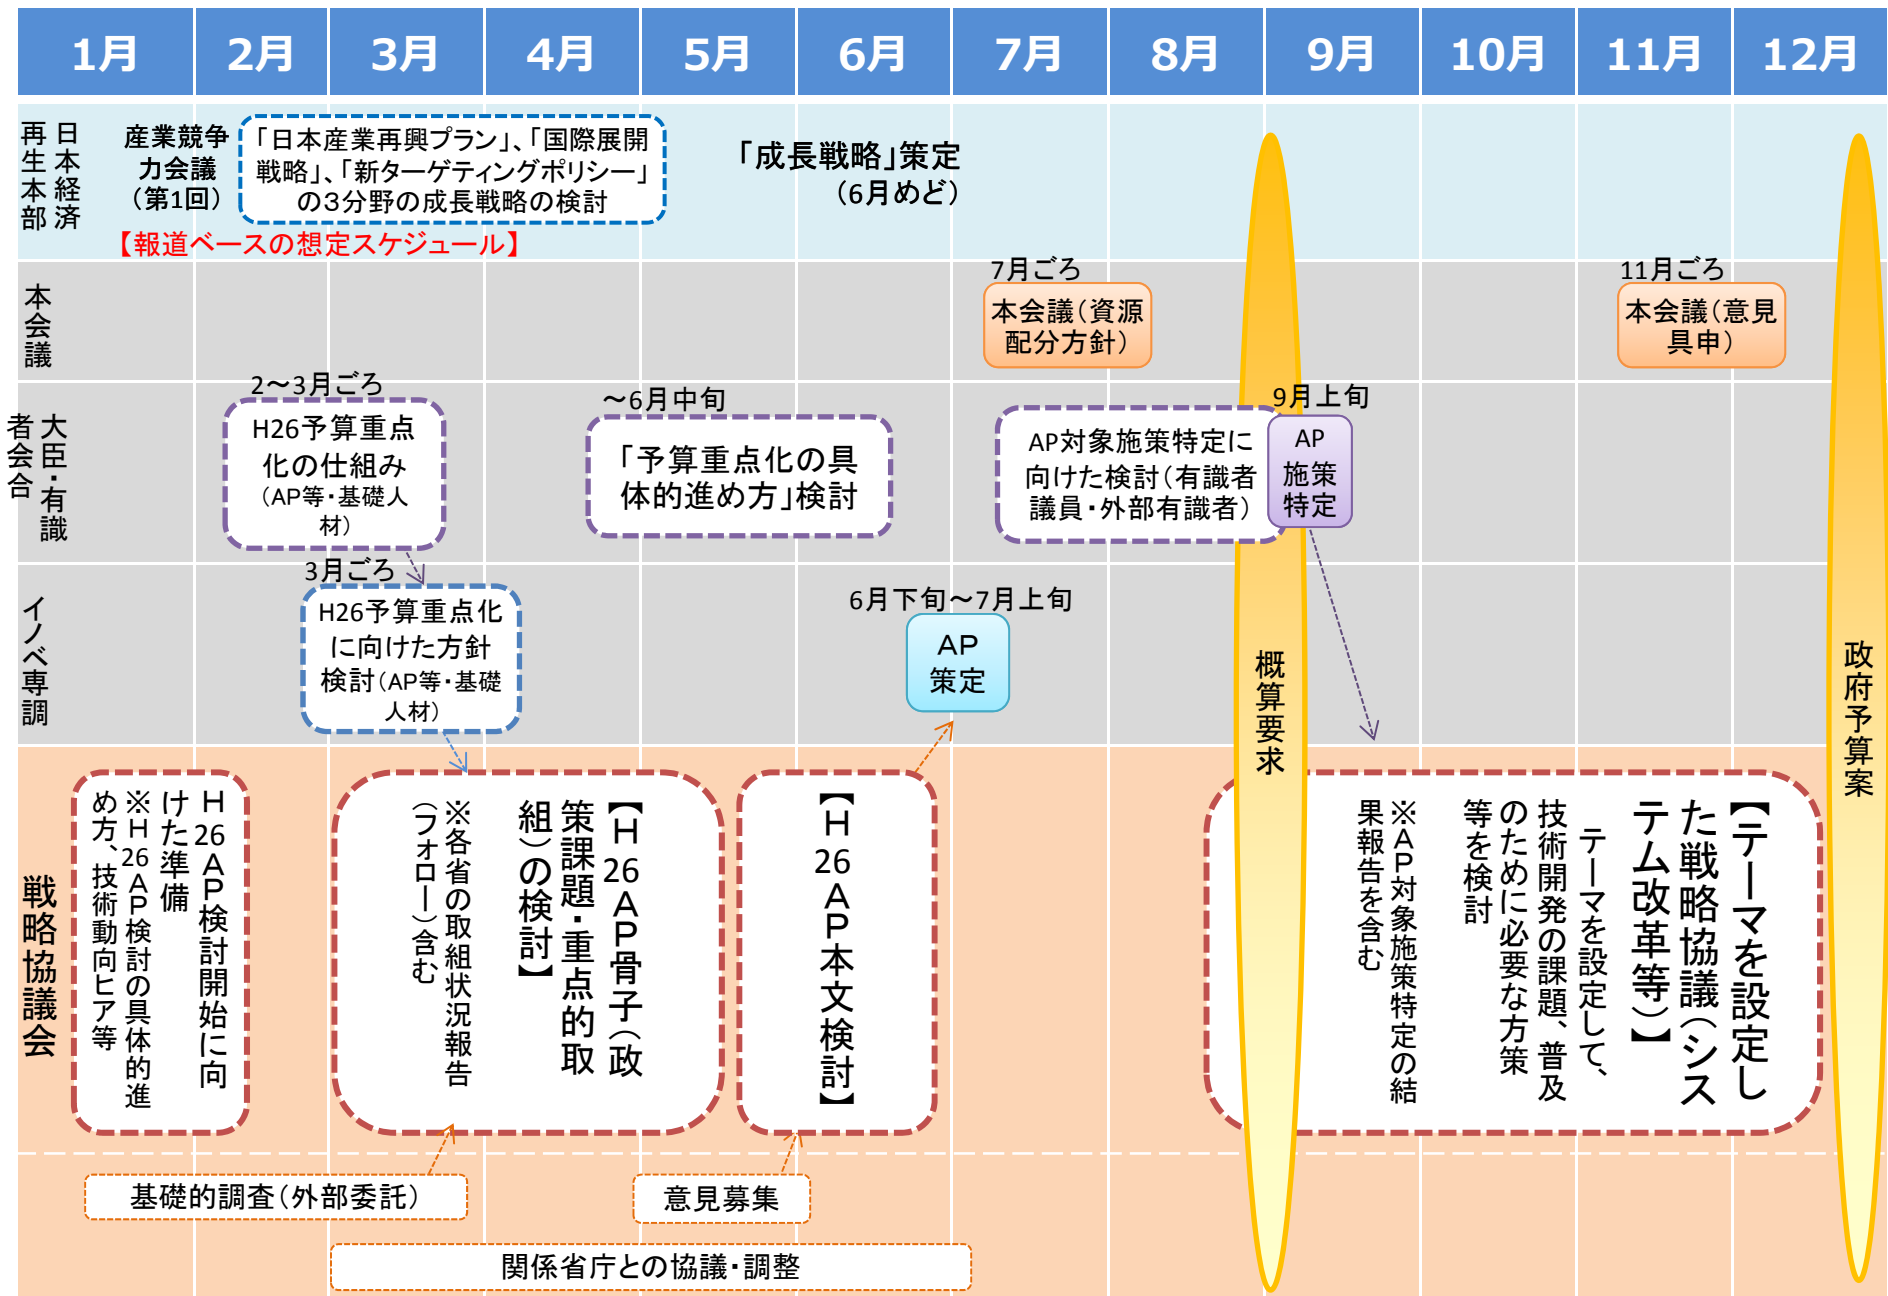 1月
2月
3月
4月
5月
6月
7月
8月
9月
10月
11月
12月
日本経済
再生本部
産業競争
力会議
（第1回）
「日本産業再興プラン」、「国際展開
戦略」、「新ターゲティングポリシー」
の３分野の成長戦略の検討
「成長戦略」策定
（6月めど）
【報道ベースの想定スケジュール】
本会議
7月ごろ
本会議（資源
配分方針）
11月ごろ
本会議（意見
具申）
大臣・有識
者会合
2～3月ごろ
H26予算重点
化の仕組み
（AP等・基礎人
材）
～6月中旬
「予算重点化の具
体的進め方」検討
AP対象施策特定に
向けた検討（有識者
議員・外部有識者）
9月上旬
AP
施策
特定
イノベ専調
3月ごろ
H26予算重点化
に向けた方針
検討（AP等・基礎
人材）
6月下旬～7月上旬
ＡＰ
策定
概算要求
政府予算案
戦略協議会
Ｈ26ＡＰ検討開始に向
けた準備
※Ｈ26ＡＰ検討の具体的進
め方、技術動向ヒア等
【Ｈ26ＡＰ骨子（政
策課題・重点的取
組）の検討】
※各省の取組状況報告
（フォロー）含む
【Ｈ26ＡＰ本文検討】
【テーマを設定し
た戦略協議（シス
テム改革等）】
テーマを設定して、
技術開発の課題、普及
のために必要な方策
等を検討
※ＡＰ対象施策特定の結
果報告を含む
基礎的調査（外部委託）
意見募集
関係省庁との協議・調整